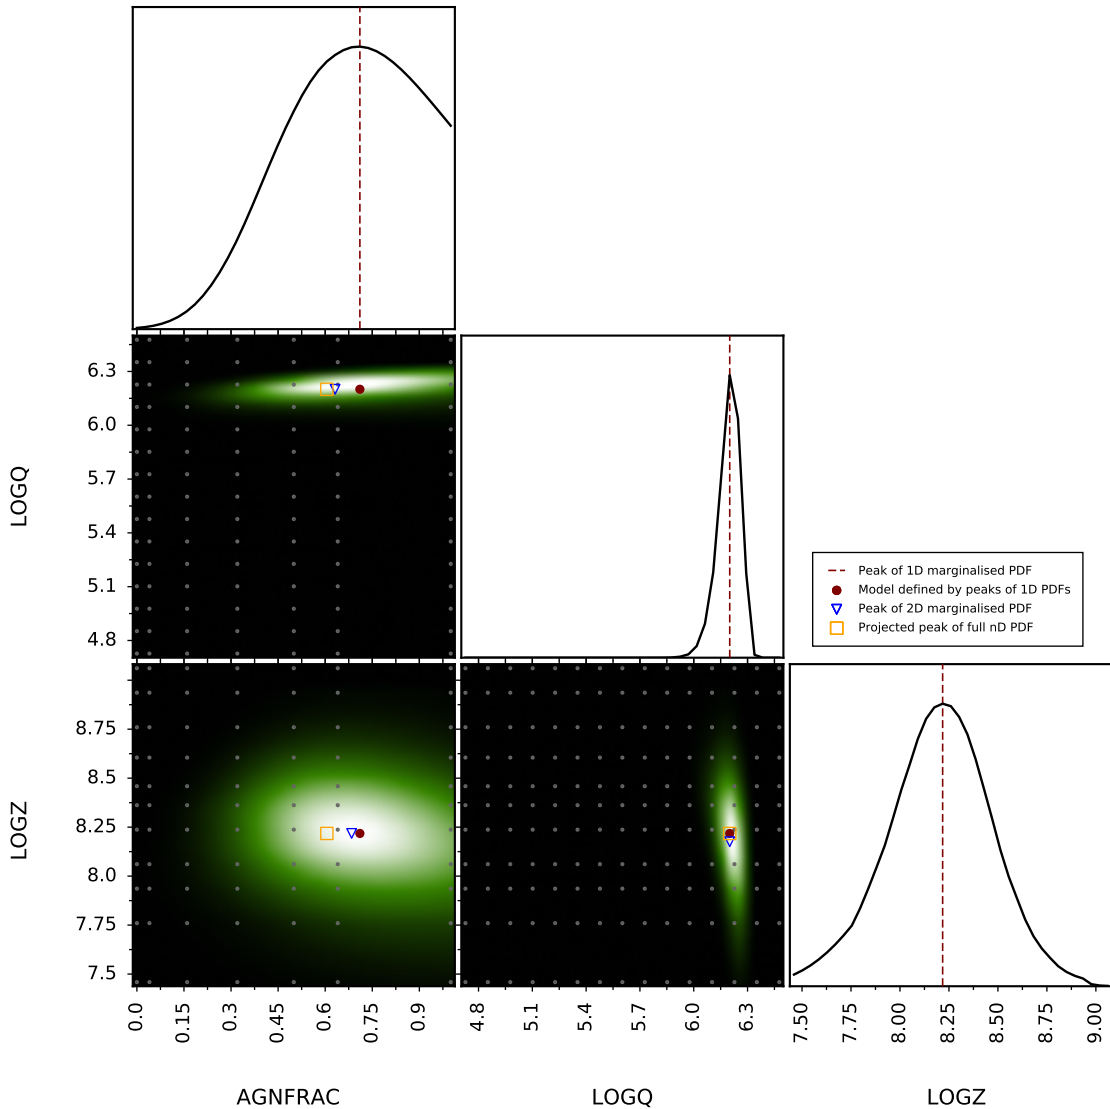 6.3
6.0
5.7
5.4
5.1
4.8
LOGQ
Peak of 1D marginalised PDF
Model defined by peaks of 1D PDFs
Peak of 2D marginalised PDF
Projected peak of full nD PDF
8.75
8.5
8.25
8.0
7.75
7.5
LOGZ
0.0 0.15 0.3 0.45 0.6 0.75 0.9
4.8 5.1 5.4 5.7 6.0 6.3
7.50 7.75 8.00 8.25 8.50 8.75 9.00
AGNFRAC LOGQ LOGZ